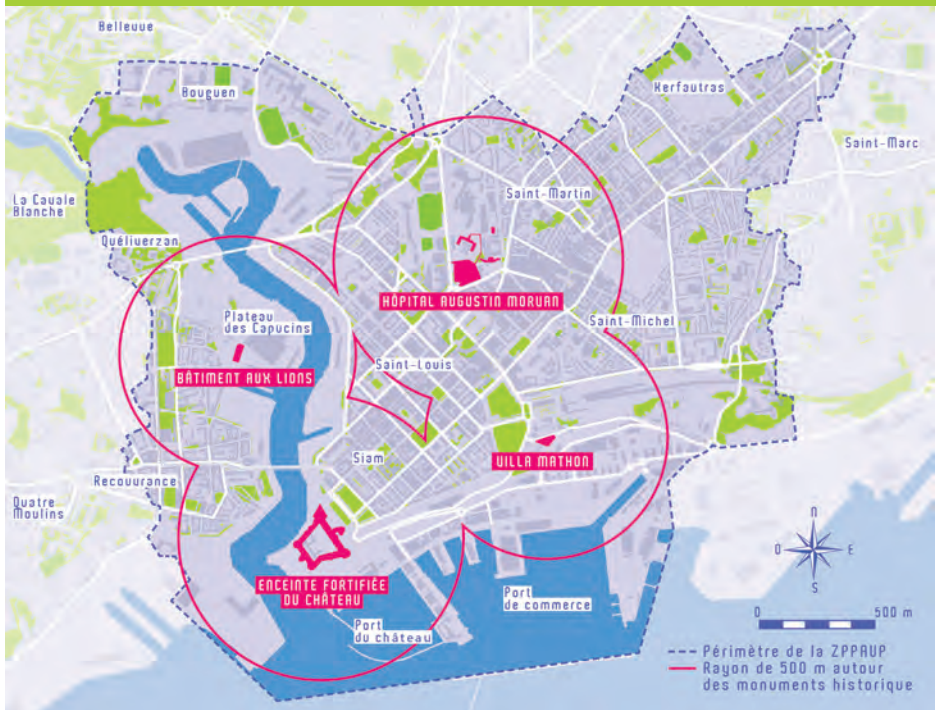 Bellevue
Bouguen
Kerfautras
Saint-Marc
La Cavale
Blanche
Saint-Martin
Quéliverzan
HÔPITAL AUGUSTIN MORVAN
Plateau
des Capucins
Saint-Michel
Saint-Louis
BÂTIMENT AUX LIONS
Siam
VILLA MATHON
Recouvrance
Quatre
Moulins
n
O
E
S
ENCEINTE FORTIFIÉE
DU CHÂTEAU
Port
de commerce
Port
du château
0 500 m
Périmètre de la ZPPAUP
Rayon de 500 m autour
des monuments historique